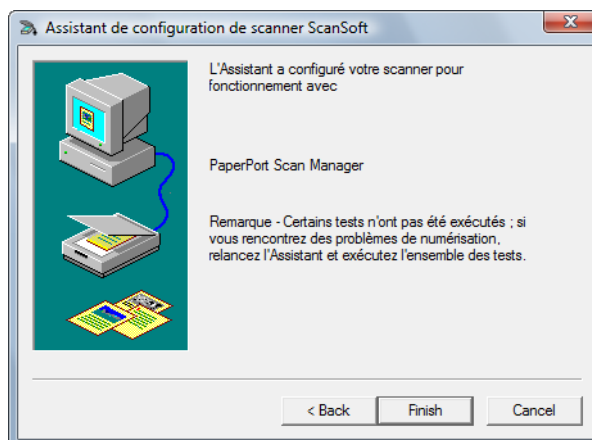 Assistant de configuration de scanner ScanSoft
L'Assistant a configuré votre scanner pour
fonctionnement avec
PaperPort Scan Manager
Remarque - Certains tests n'ont pas été exécutés ; si
vous rencontrez des problèmes de numérisation,
relancez l'Assistant et exécutez l'ensemble des tests.
< Back
Finish
Cancel